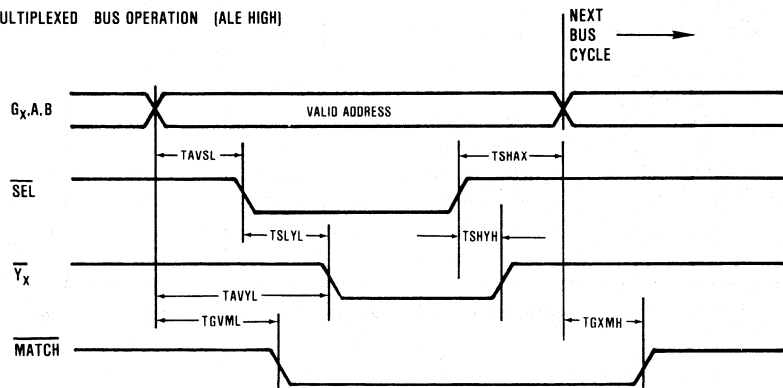 ULTIPLEXED BUS OPERATION (ALE HIGH)
NEXT
BUS
CYCLE
GX,A,B
VALID ADDRESS
TAVSL
TSHAX
SEL
TSLYL
TSHYH
YX
TAVYL
TGVML
TGXMH
MATCH